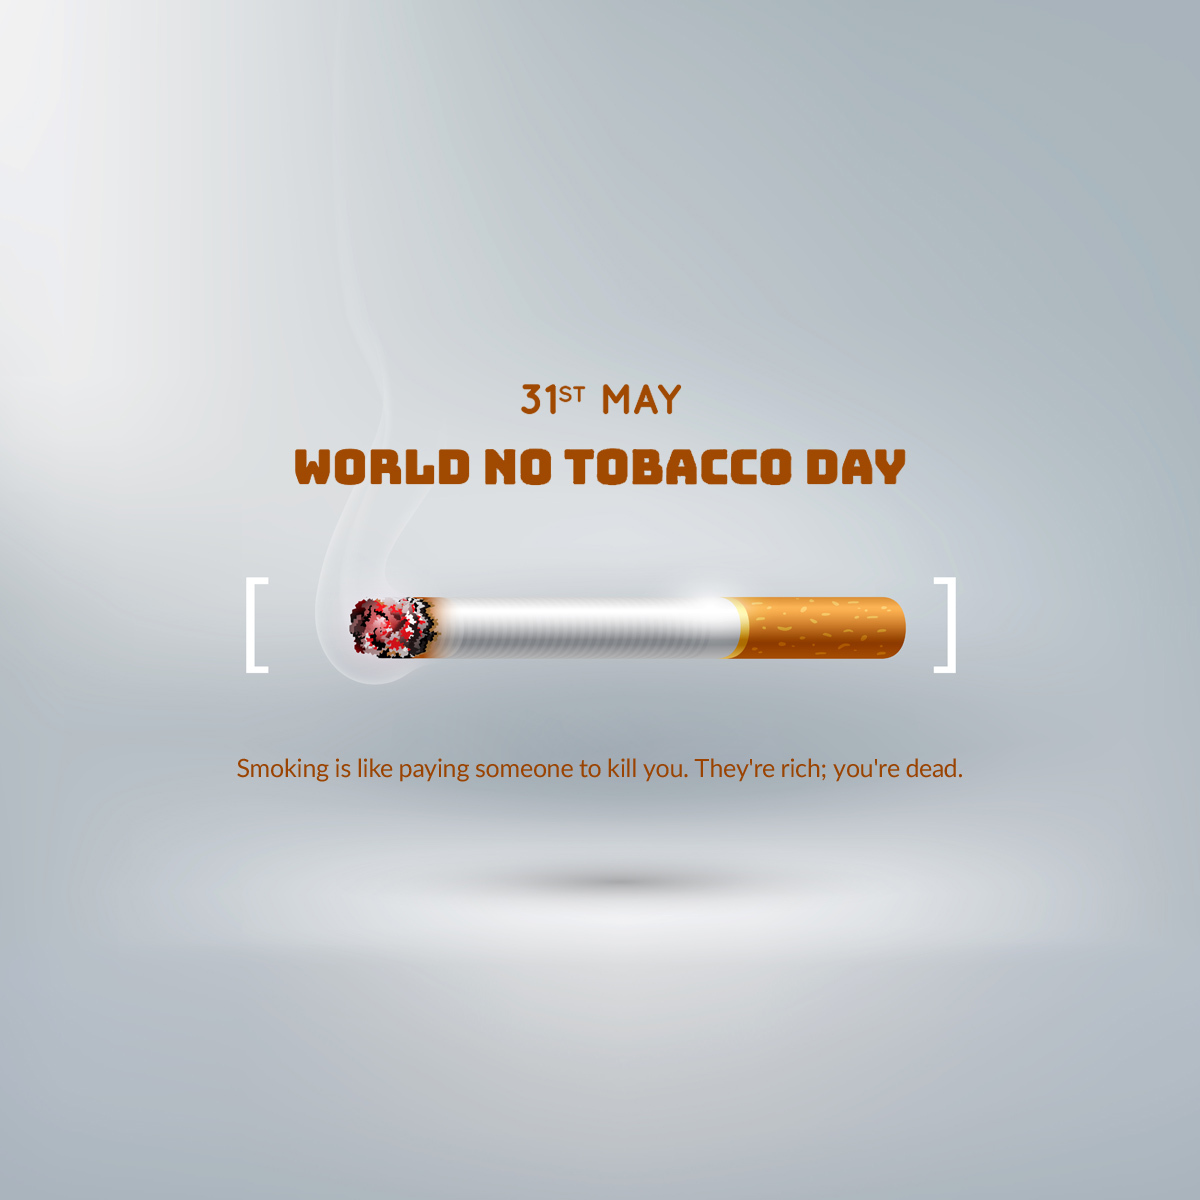 31ST MAY
WORLD NO TOBACCO DAY
[ ]
Smoking is like paying someone to kill you. They're rich; you're dead.